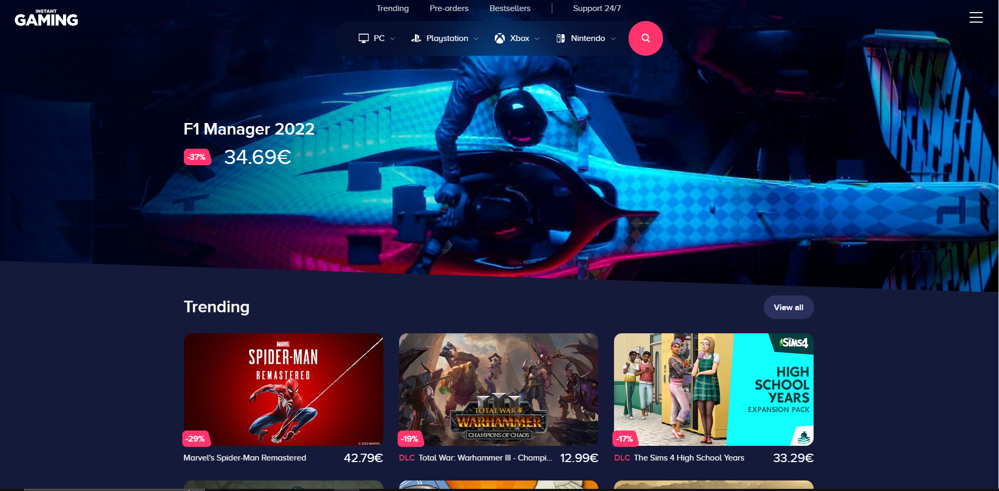 INSTANT
GAMING
Trending Pre-orders Bestsellers Support 24/7
PC Playstation Xbox Nintendo
F1 Manager 2022
-37% 34.69€
Trending
View all
MARVEL
SPIDER-MAN
REMASTERED
-29%
© 2022 MARVEL
Marvel's Spider-Man Remastered 42.79€
III
TOTAL WAR
WARHAMMER
CHAMPIONS OF CHAOS
-19%
DLC Total War: Warhammer III - Champi... 12.99€
The SIMS 4
HIGH
SCHOOL
YEARS
EXPANSION PACK
-17%
DLC The Sims 4 High School Years 33.29€